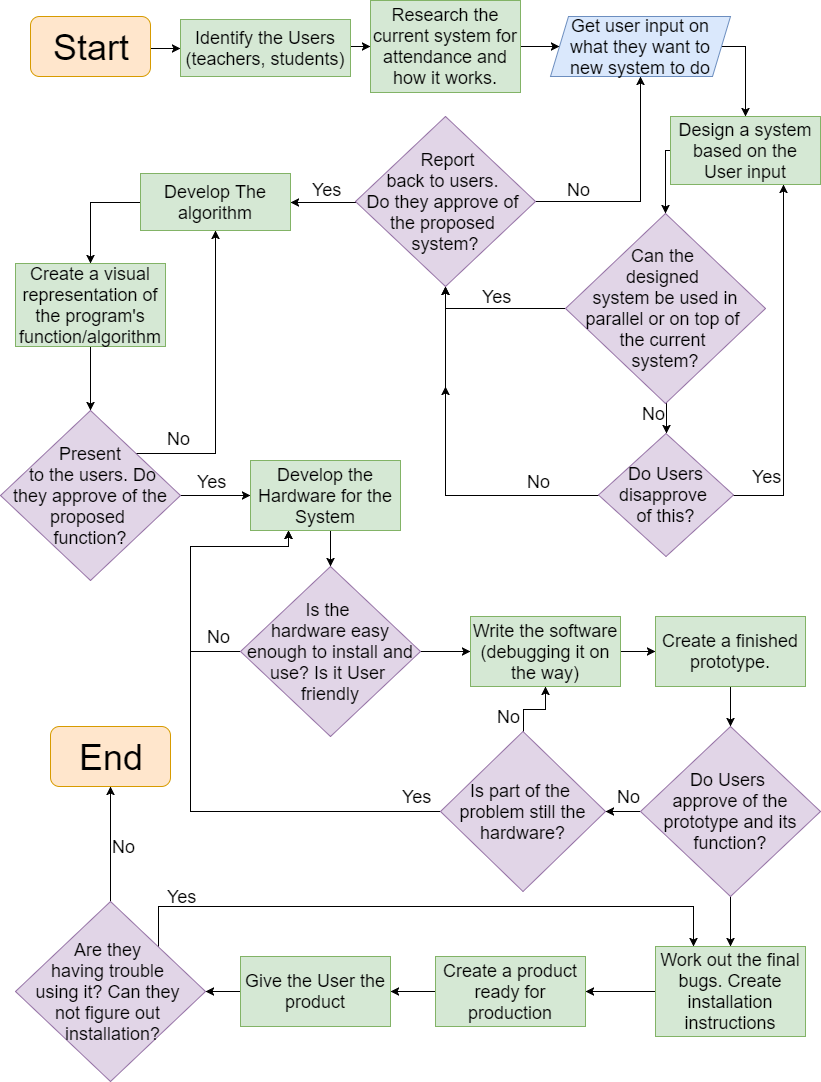 Start
Identify the Users
(teachers, students)
Research the
current system for
attendance and
how it works.
Get user input on
what they want to
new system to do
Design a system
based on the
User input
Report
back to users.
Do they approve of
the proposed
system?
Yes
No
Develop The
algorithm
Create a visual
representation of
the program's
function/algorithm
Can the
designed
system be used in
parallel or on top of
the current
system?
Yes
No
Do Users
disapprove
of this?
No
Yes
Present
to the users. Do
they approve of the
proposed
function?
No
Yes
Develop the
Hardware for the
System
Is the
hardware easy
enough to install and
use? Is it User
friendly
No
Write the software
(debugging it on
the way)
Create a finished
prototype.
Do Users
approve of the
prototype and its
function?
No
Is part of the
problem still the
hardware?
No
Yes
End
No
Yes
Are they
having trouble
using it? Can they
not figure out
installation?
Give the User the
product
Create a product
ready for
production
Work out the final
bugs. Create
installation
instructions